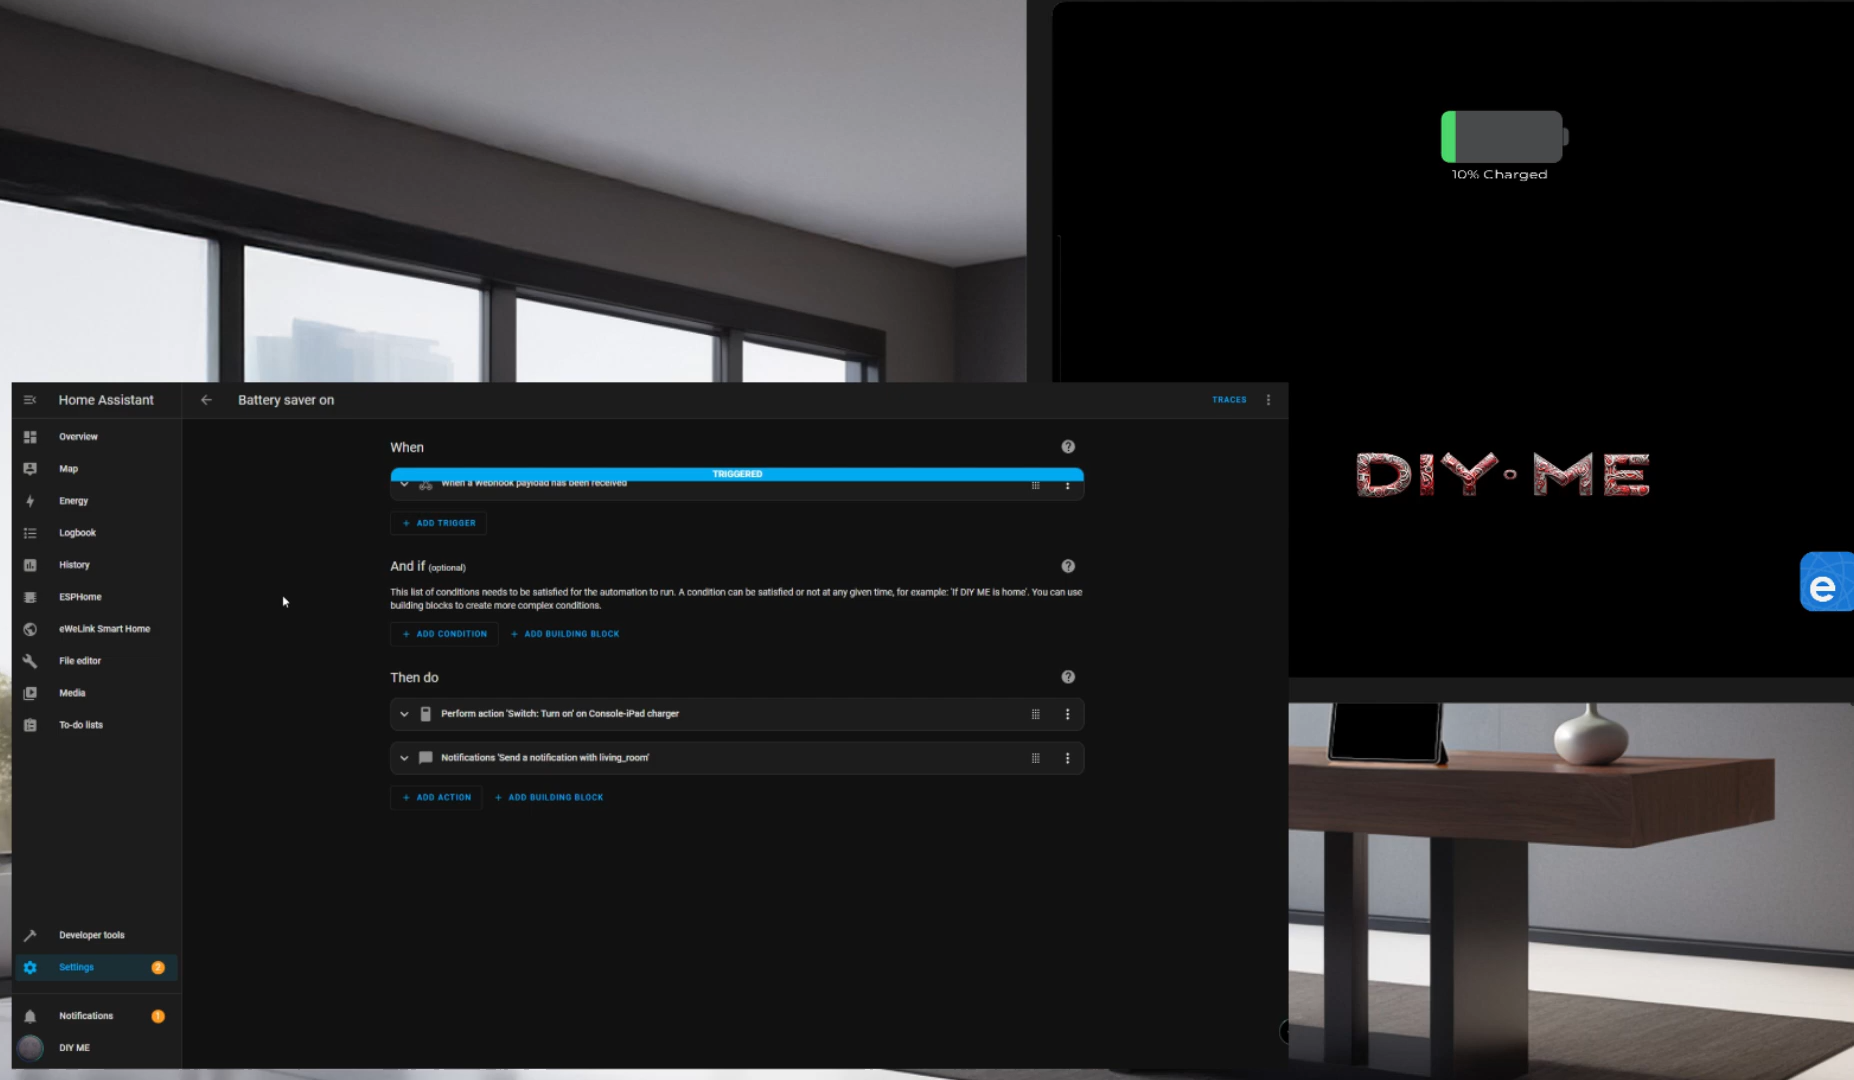 10% Charged
DIY·ME
e
Home Assistant
Battery saver on
TRACES
Overview
Map
Energy
Logbook
History
ESPHome
eWeLink Smart Home
File editor
Media
To-do lists
Developer tools
Settings
2
Notifications
1
DIY ME
When
TRIGGERED
When a webhook payload has been received
+ ADD TRIGGER
And if (optional)
This list of conditions needs to be satisfied for the automation to run. A condition can be satisfied or not at any given time, for example: 'If DIY ME is home'. You can use
building blocks to create more complex conditions.
+ ADD CONDITION + ADD BUILDING BLOCK
Then do
Perform action 'Switch: Turn on' on Console-iPad charger
Notifications 'Send a notification with living_room'
+ ADD ACTION + ADD BUILDING BLOCK